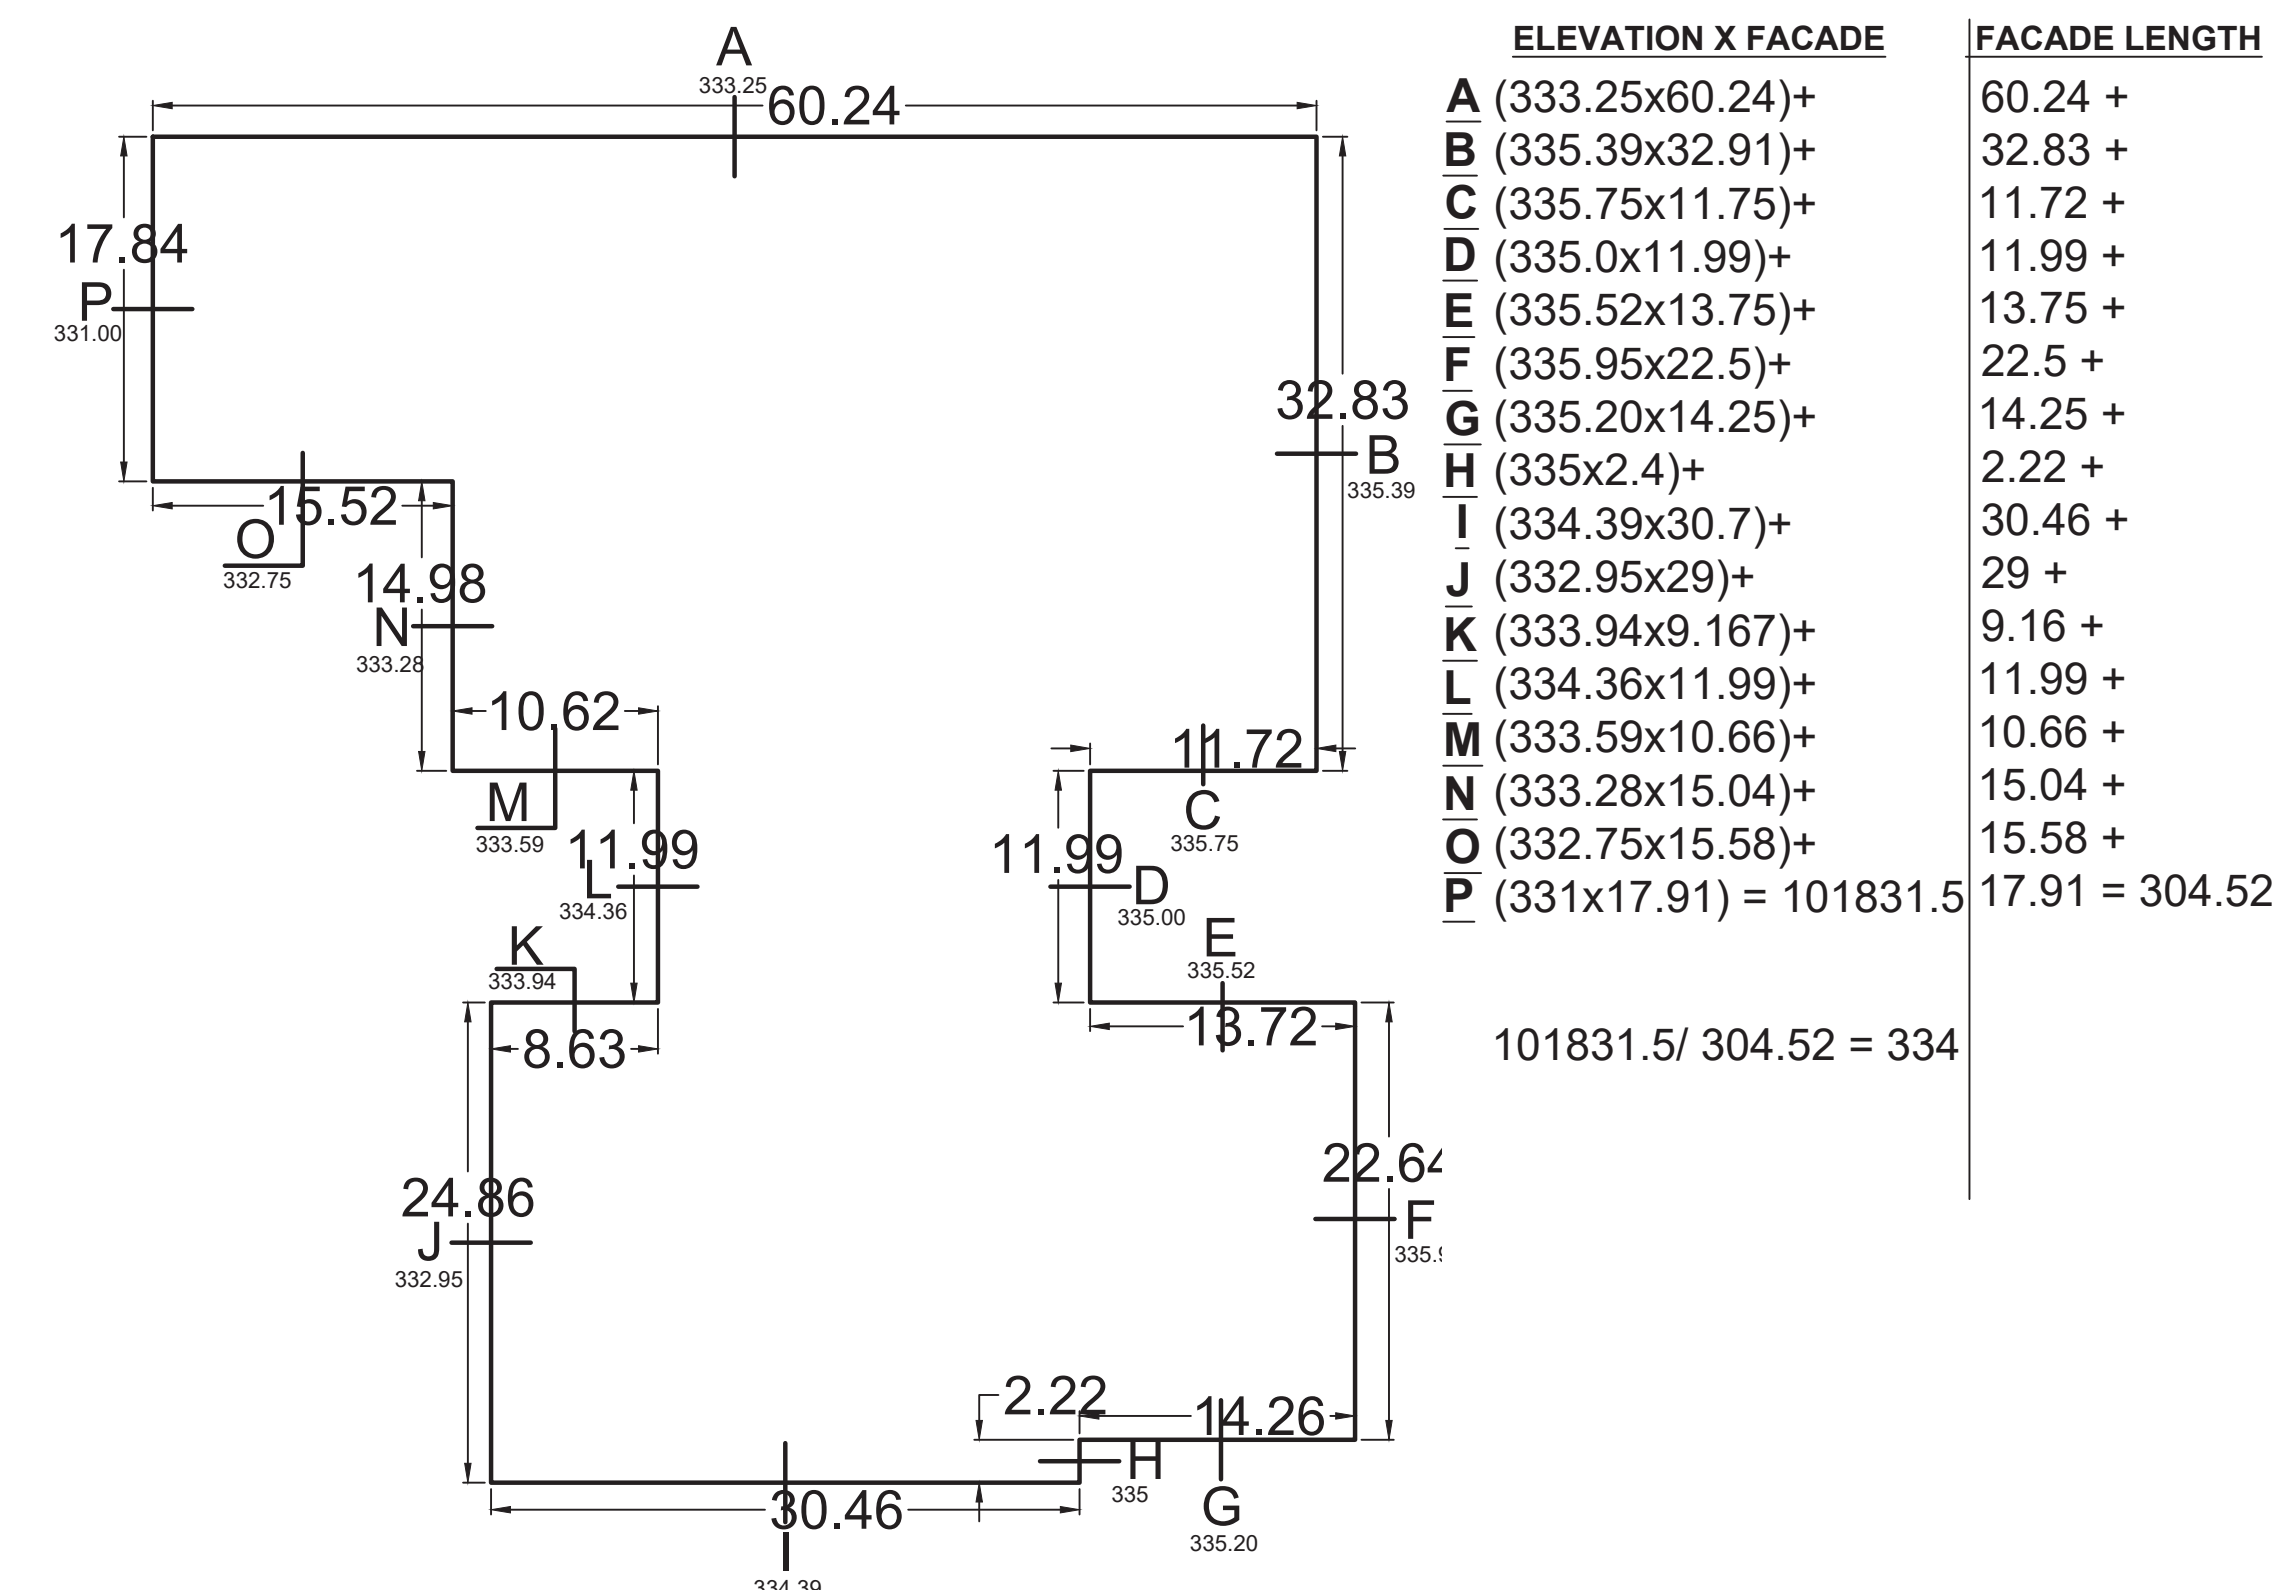 A
333.25
60.24
17.84
P
331.00
32.83
B
335.39
15.52
O
332.75
14.98
N
333.28
10.62
M
333.59
11.72
C
335.75
11.99
L
334.36
11.99
D
335.00
K
333.94
8.63
E
335.52
13.72
24.86
J
332.95
22.64
F
335.9
2.22
14.26
H
335
G
335.20
30.46
I
334.39
ELEVATION X FACADE FACADE LENGTH
A (333.25x60.24)+ 60.24 +
B (335.39x32.91)+ 32.83 +
C (335.75x11.75)+ 11.72 +
D (335.0x11.99)+ 11.99 +
E (335.52x13.75)+ 13.75 +
F (335.95x22.5)+ 22.5 +
G (335.20x14.25)+ 14.25 +
H (335x2.4)+ 2.22 +
I (334.39x30.7)+ 30.46 +
J (332.95x29)+ 29 +
K (333.94x9.167)+ 9.16 +
L (334.36x11.99)+ 11.99 +
M (333.59x10.66)+ 10.66 +
N (333.28x15.04)+ 15.04 +
O (332.75x15.58)+ 15.58 +
P (331x17.91) = 101831.5 17.91 = 304.52
101831.5/ 304.52 = 334